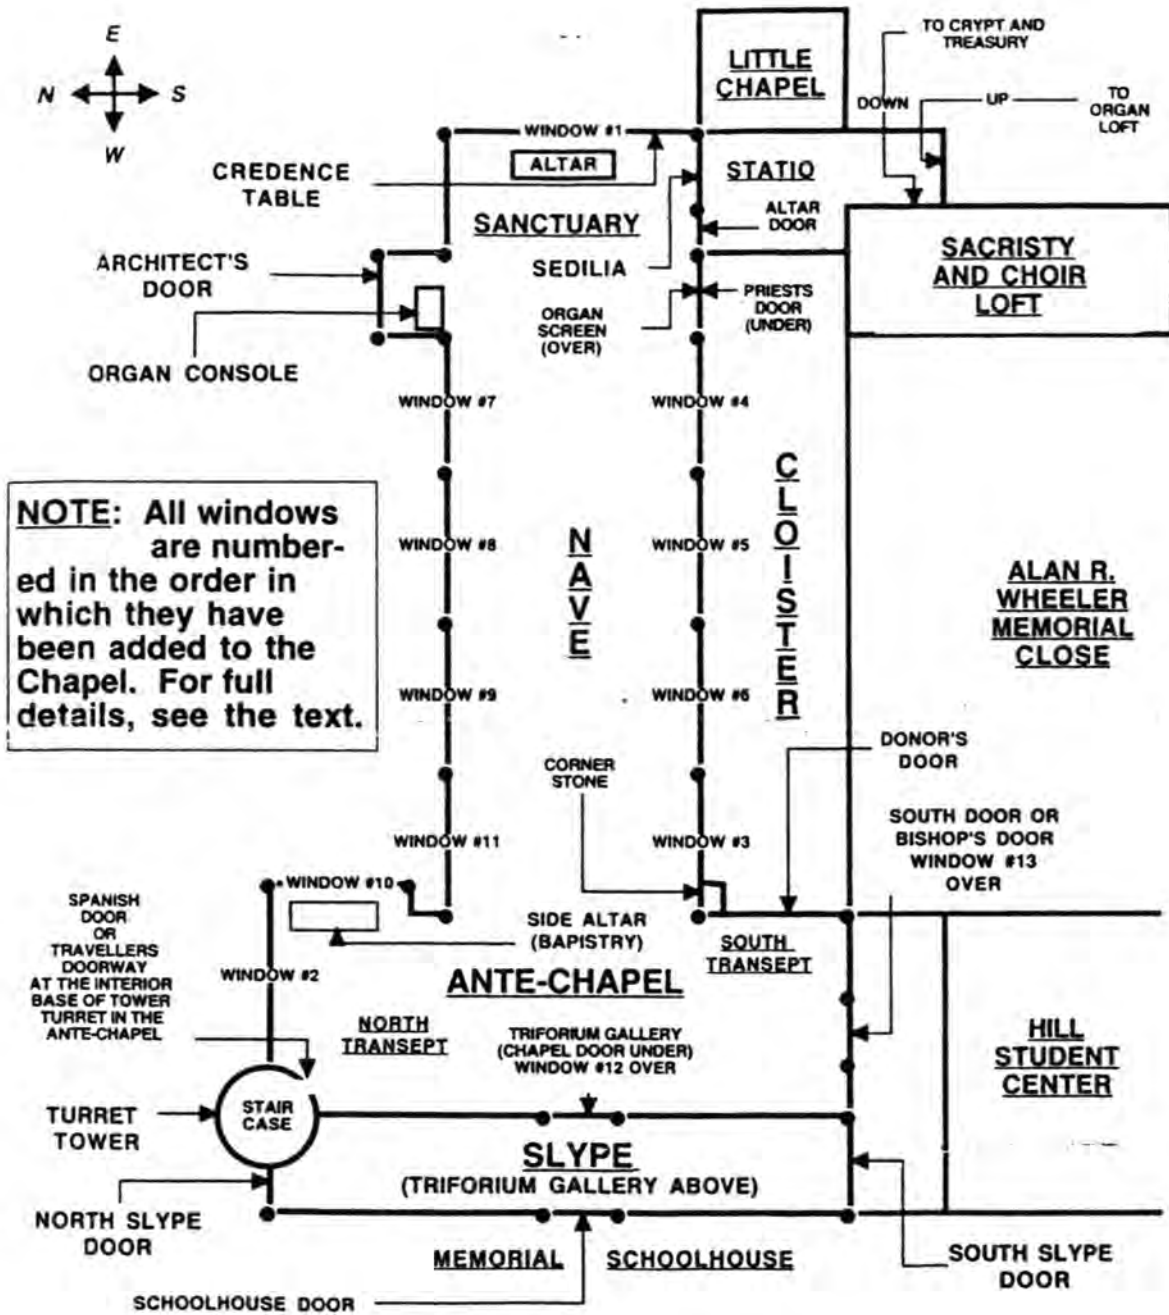 E
N
S
W
TO CRYPT AND
TREASURY
LITTLE
CHAPEL
DOWN
UP
TO
ORGAN
LOFT
WINDOW #1
ALTAR
CREDENCE
TABLE
STATIO
SANCTUARY
ALTAR
DOOR
ARCHITECT'S
DOOR
SEDILIA
SACRISTY
AND CHOIR
LOFT
ORGAN
SCREEN
(OVER)
PRIESTS
DOOR
(UNDER)
ORGAN CONSOLE
WINDOW #7
WINDOW #4
NOTE: All windows
are number-
ed in the order in
which they have
been added to the
Chapel. For full
details, see the text.
WINDOW #8
NAVE
WINDOW #5
CLOISTER
ALAN R.
WHEELER
MEMORIAL
CLOSE
WINDOW #9
WINDOW #6
DONOR'S
DOOR
CORNER
STONE
SOUTH DOOR OR
BISHOP'S DOOR
WINDOW #13
OVER
WINDOW #11
WINDOW #3
WINDOW #10
SPANISH
DOOR
OR
TRAVELLERS
DOORWAY
AT THE INTERIOR
BASE OF TOWER
TURRET IN THE
ANTE-CHAPEL
SIDE ALTAR
(BAPISTRY)
SOUTH
TRANSEPT
WINDOW #2
ANTE-CHAPEL
NORTH
TRANSEPT
TRIFORIUM GALLERY
(CHAPEL DOOR UNDER)
WINDOW #12 OVER
HILL
STUDENT
CENTER
TURRET
TOWER
STAIR
CASE
SLYPE
(TRIFORIUM GALLERY ABOVE)
NORTH SLYPE
DOOR
MEMORIAL SCHOOLHOUSE
SOUTH SLYPE
DOOR
SCHOOLHOUSE DOOR